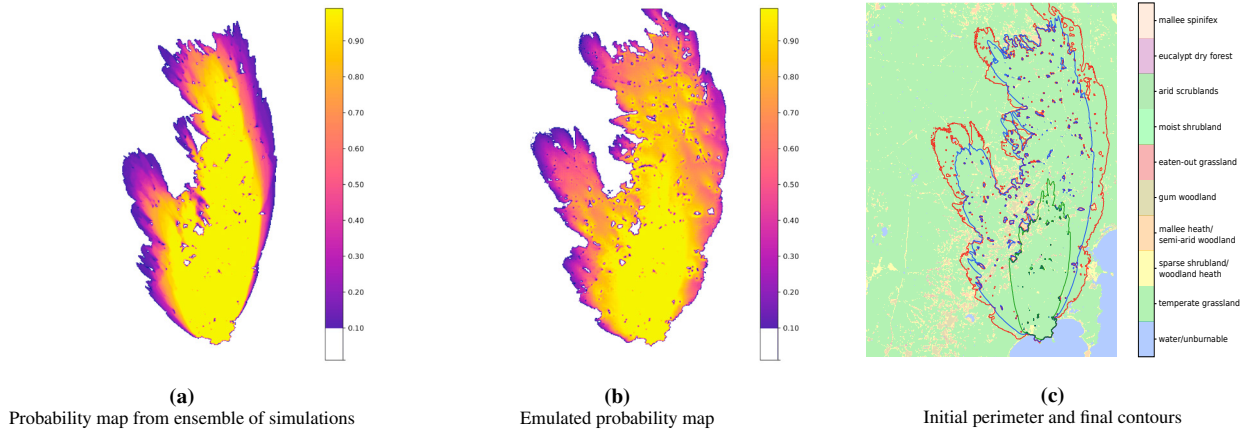 0.90
0.80
0.70
0.60
0.50
0.40
0.30
0.20
0.10
0.90
0.80
0.70
0.60
0.50
0.40
0.30
0.20
0.10
mallee spinifex
eucalypt dry forest
arid scrublands
moist shrubland
eaten-out grassland
gum woodland
mallee heath/
semi-arid woodland
sparse shrubland/
woodland heath
temperate grassland
water/unburnable
(a)
Probability map from ensemble of simulations
(b)
Emulated probability map
(c)
Initial perimeter and final contours